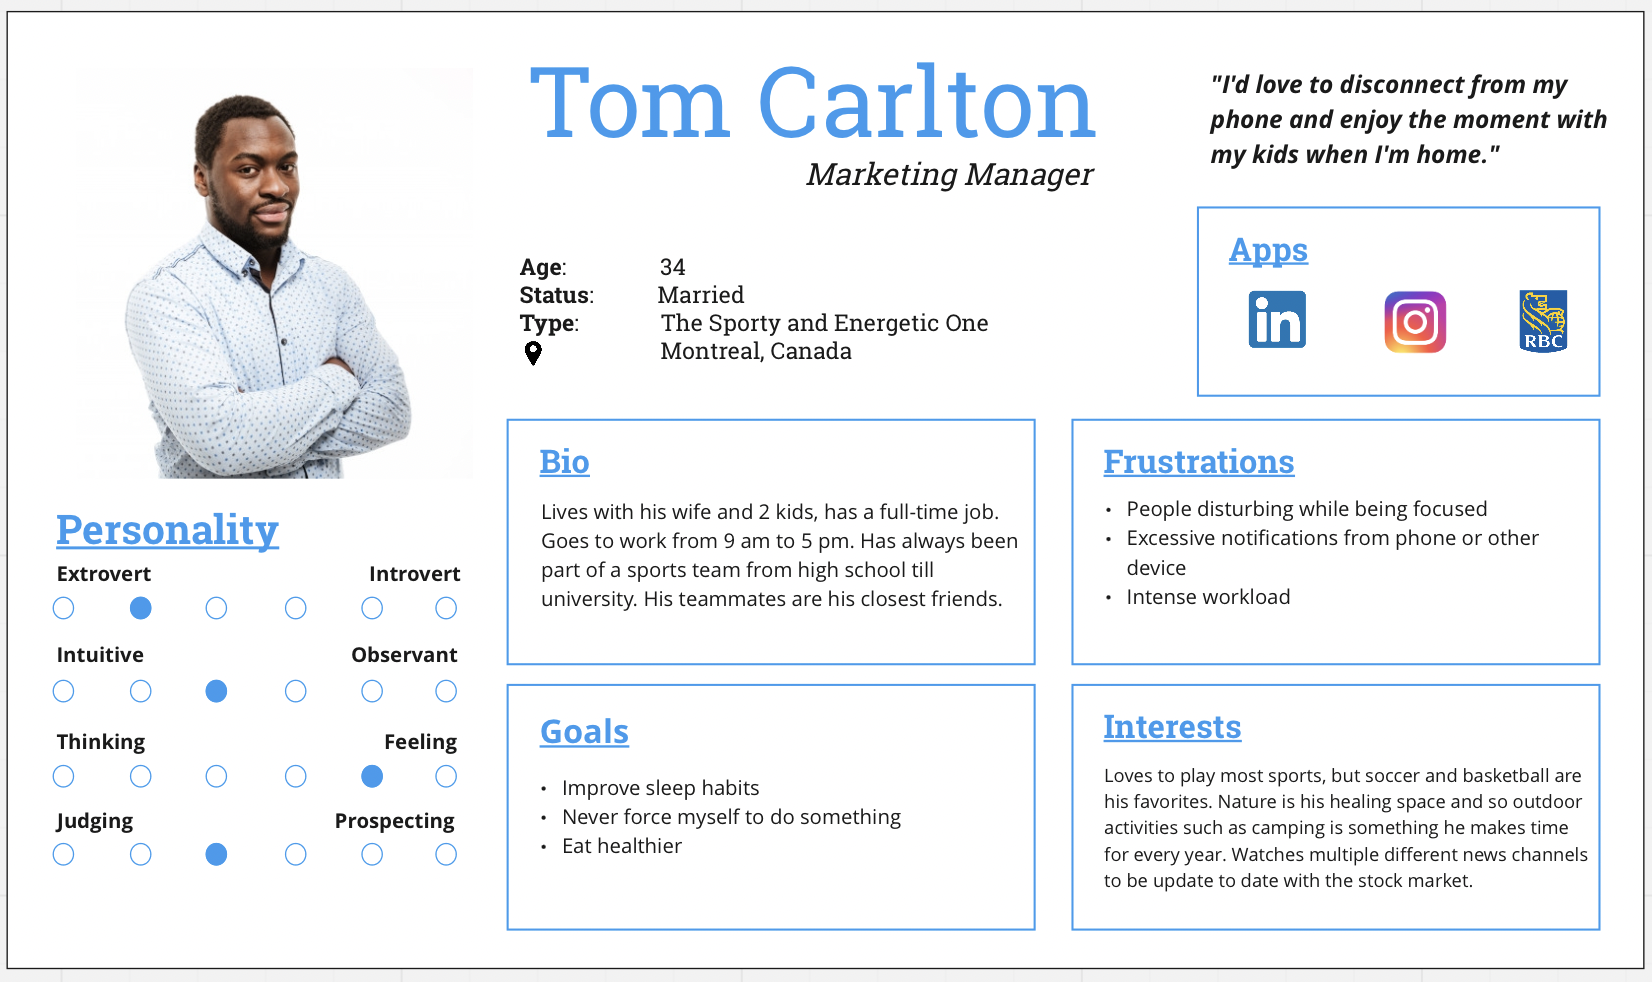 Tom Carlton
Marketing Manager
"I'd love to disconnect from my
phone and enjoy the moment with
my kids when I'm home."
Age: 34
Status: Married
Type: The Sporty and Energetic One
Montreal, Canada
Apps
in
RBC
Personality
Extrovert Introvert
Intuitive Observant
Thinking Feeling
Judging Prospecting
Bio
Lives with his wife and 2 kids, has a full-time job.
Goes to work from 9 am to 5 pm. Has always been
part of a sports team from high school till
university. His teammates are his closest friends.
Frustrations
• People disturbing while being focused
• Excessive notifications from phone or other
device
• Intense workload
Goals
• Improve sleep habits
• Never force myself to do something
• Eat healthier
Interests
Loves to play most sports, but soccer and basketball are
his favorites. Nature is his healing space and so outdoor
activities such as camping is something he makes time
for every year. Watches multiple different news channels
to be update to date with the stock market.